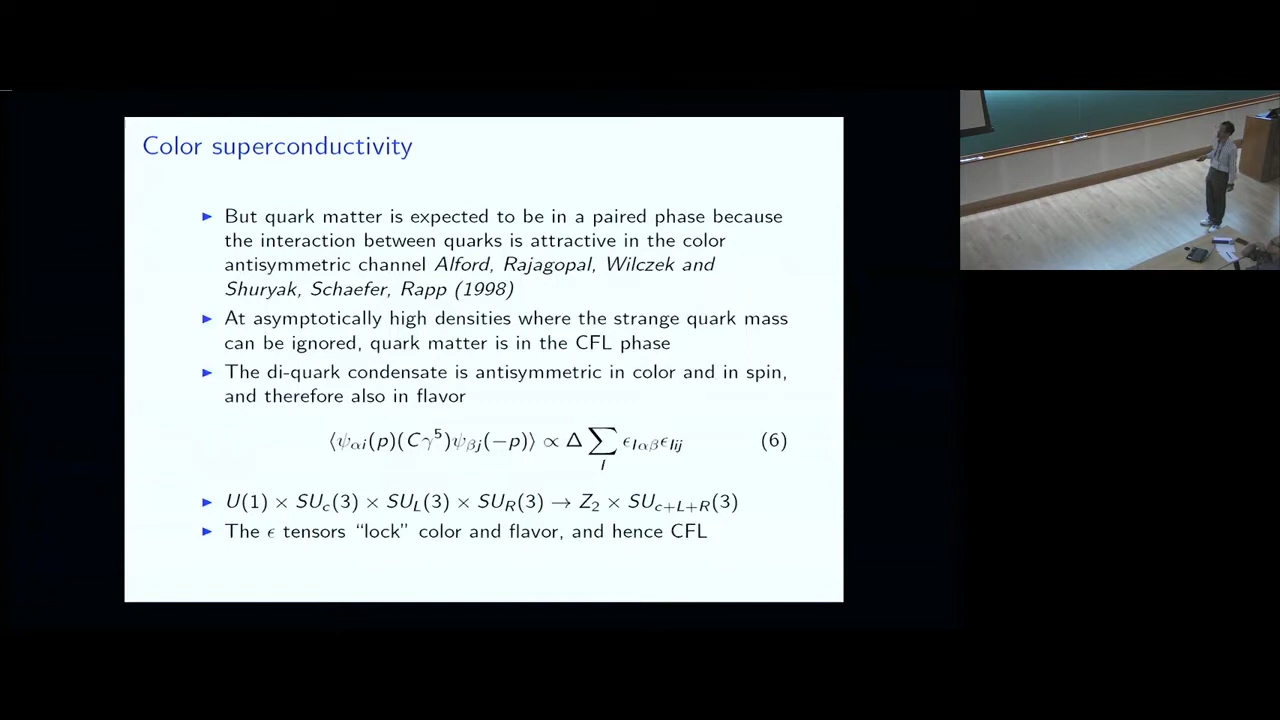 Color superconductivity
▶ But quark matter is expected to be in a paired phase because
the interaction between quarks is attractive in the color
antisymmetric channel Alford, Rajagopal, Wilczek and
Shuryak, Schaefer, Rapp (1998)
▶ At asymptotically high densities where the strange quark mass
can be ignored, quark matter is in the CFL phase
▶ The di-quark condensate is antisymmetric in color and in spin,
and therefore also in flavor
⟨ψ_{αi}(p)(Cγ^5)ψ_{βj}(−p)⟩ ∝ Δ ∑_I ϵ_{Iαβ}ϵ_{Iij} (6)
▶ U(1) × SU_c(3) × SU_L(3) × SU_R(3) → Z_2 × SU_{c+L+R}(3)
▶ The ϵ tensors “lock” color and flavor, and hence CFL